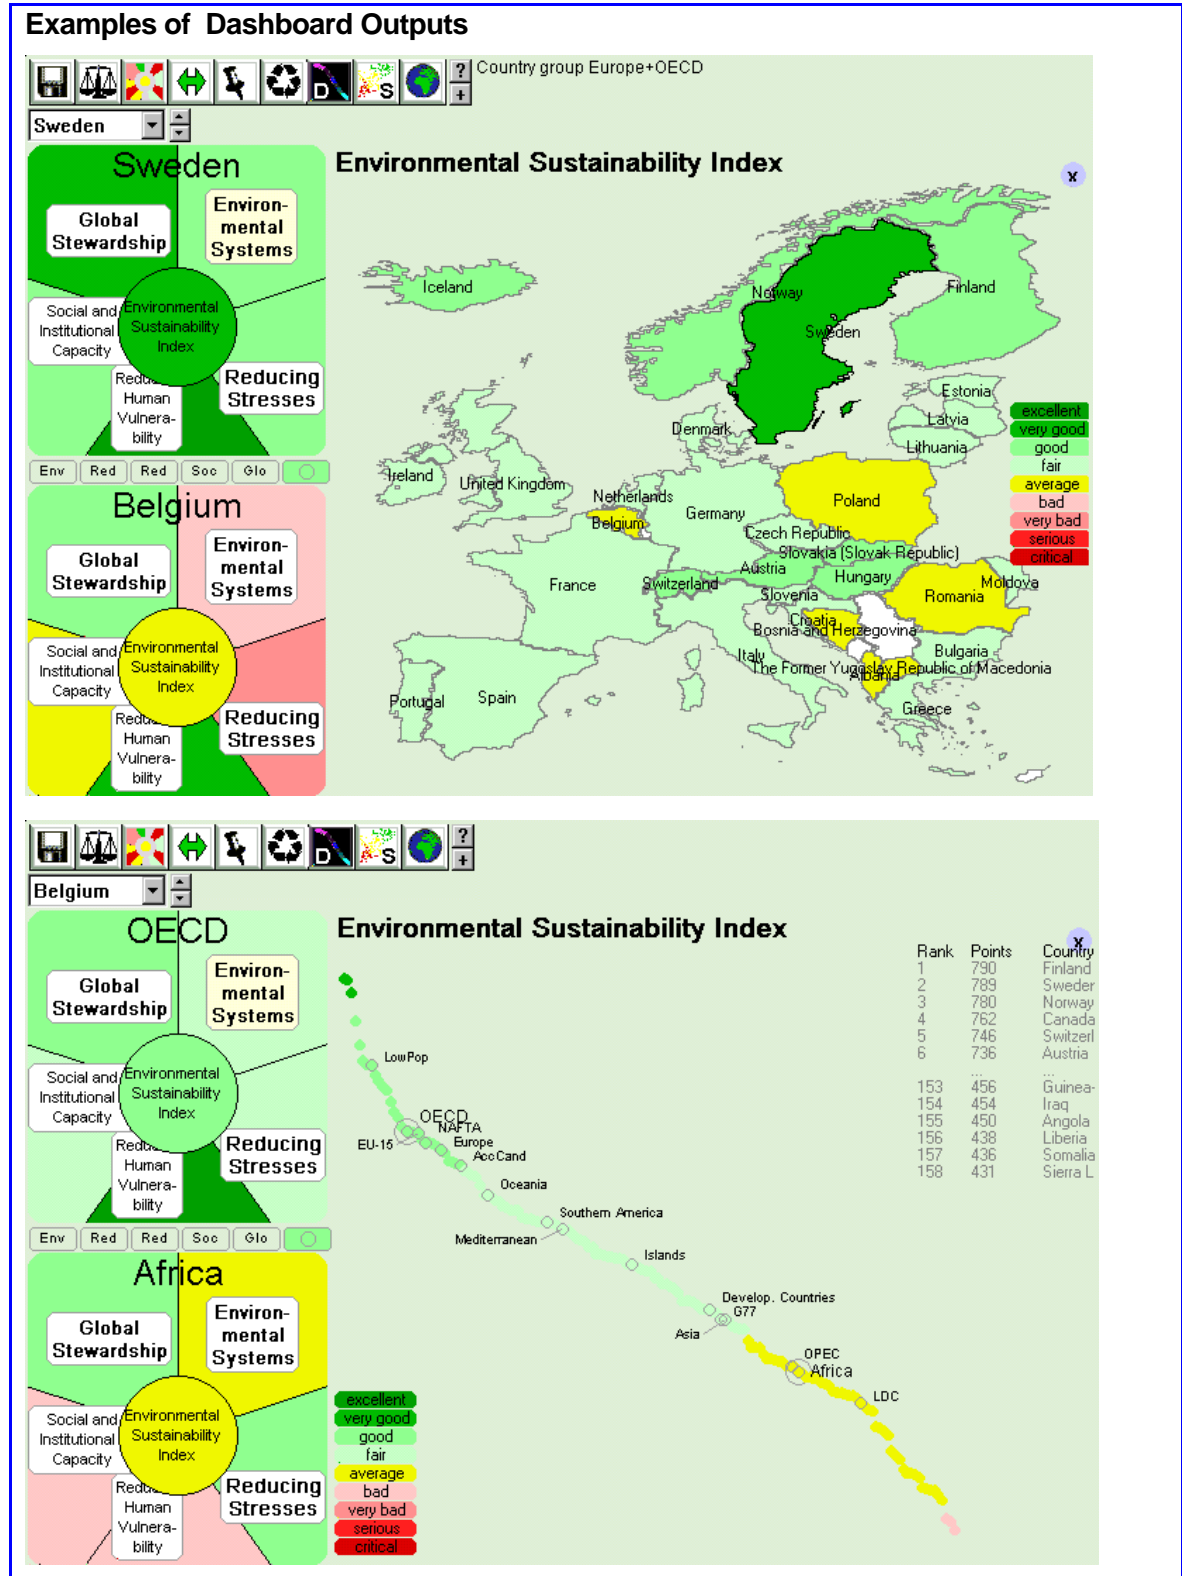 Examples of Dashboard Outputs
D
A-S
?
+
Country group Europe+OECD
Sweden
Sweden
Global
Stewardship
Environ-
mental
Systems
Social and
Institutional
Capacity
Environmental
Sustainability
Index
Human
Vulnera-
bility
Reducing
Stresses
Env
Red
Red
Soc
Glo
Belgium
Global
Stewardship
Environ-
mental
Systems
Social and
Institutional
Capacity
Environmental
Sustainability
Index
Human
Vulnera-
bility
Reducing
Stresses
Environmental Sustainability Index
x
Iceland
Norway
Finland
Sweden
Estonia
Latvia
Lithuania
Denmark
Ireland
United Kingdom
Netherlands
Belgium
Germany
Poland
Czech Republic
Slovakia (Slovak Republic)
Austria
Switzerland
Hungary
Moldova
France
Slovenia
Romania
Croatia
Bosnia and Herzegovina
Italy
Bulgaria
The Former Yugoslav Republic of Macedonia
Albania
Portugal
Spain
Greece
excellent
very good
good
fair
average
bad
very bad
serious
critical
D
A-S
?
+
Belgium
OECD
Global
Stewardship
Environ-
mental
Systems
Social and
Institutional
Capacity
Environmental
Sustainability
Index
Human
Vulnera-
bility
Reducing
Stresses
Env
Red
Red
Soc
Glo
Africa
Global
Stewardship
Environ-
mental
Systems
Social and
Institutional
Capacity
Environmental
Sustainability
Index
Human
Vulnera-
bility
Reducing
Stresses
Environmental Sustainability Index
x
Rank Points Country
1 790 Finland
2 789 Sweden
3 780 Norway
4 762 Canada
5 746 Switzerl
6 736 Austria
... ...
153 456 Guinea-
154 454 Iraq
155 450 Angola
156 438 Liberia
157 436 Somalia
158 431 Sierra L
LowPop
OECD
NAFTA
EU-15
Europe
AccCand
Oceania
Southern America
Mediterranean
Islands
Develop. Countries
G77
Asia
OPEC
Africa
LDC
excellent
very good
good
fair
average
bad
very bad
serious
critical